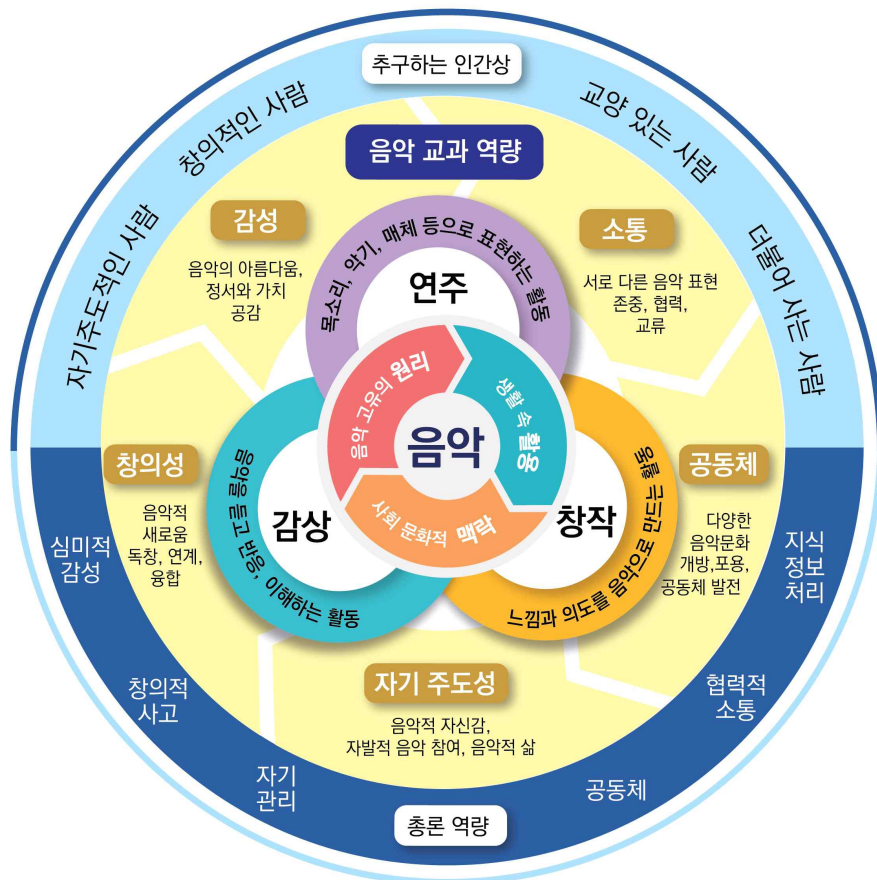 추구하는 인간상
자기주도적인 사람
창의적인 사람
교양 있는 사람
더불어 사는 사람
음악 교과 역량
감성
음악의 아름다움,
정서와 가치
공감
소통
서로 다른 음악 표현
존중, 협력,
교류
목소리, 악기, 매체 등으로 표현하는 활동
연주
음악 고유의 원리
생활 속 활용
사회 문화적 맥락
음악
창의성
음악적
새로움
독창, 연계,
융합
음악을 듣고 반응, 이해하는 활동
감상
느낌과 의도를 음악으로 만드는 활동
창작
공동체
다양한
음악문화
개방,포용,
공동체 발전
자기 주도성
음악적 자신감,
자발적 음악 참여, 음악적 삶
심미적
감성
창의적
사고
자기
관리
공동체
협력적
소통
지식
정보
처리
총론 역량